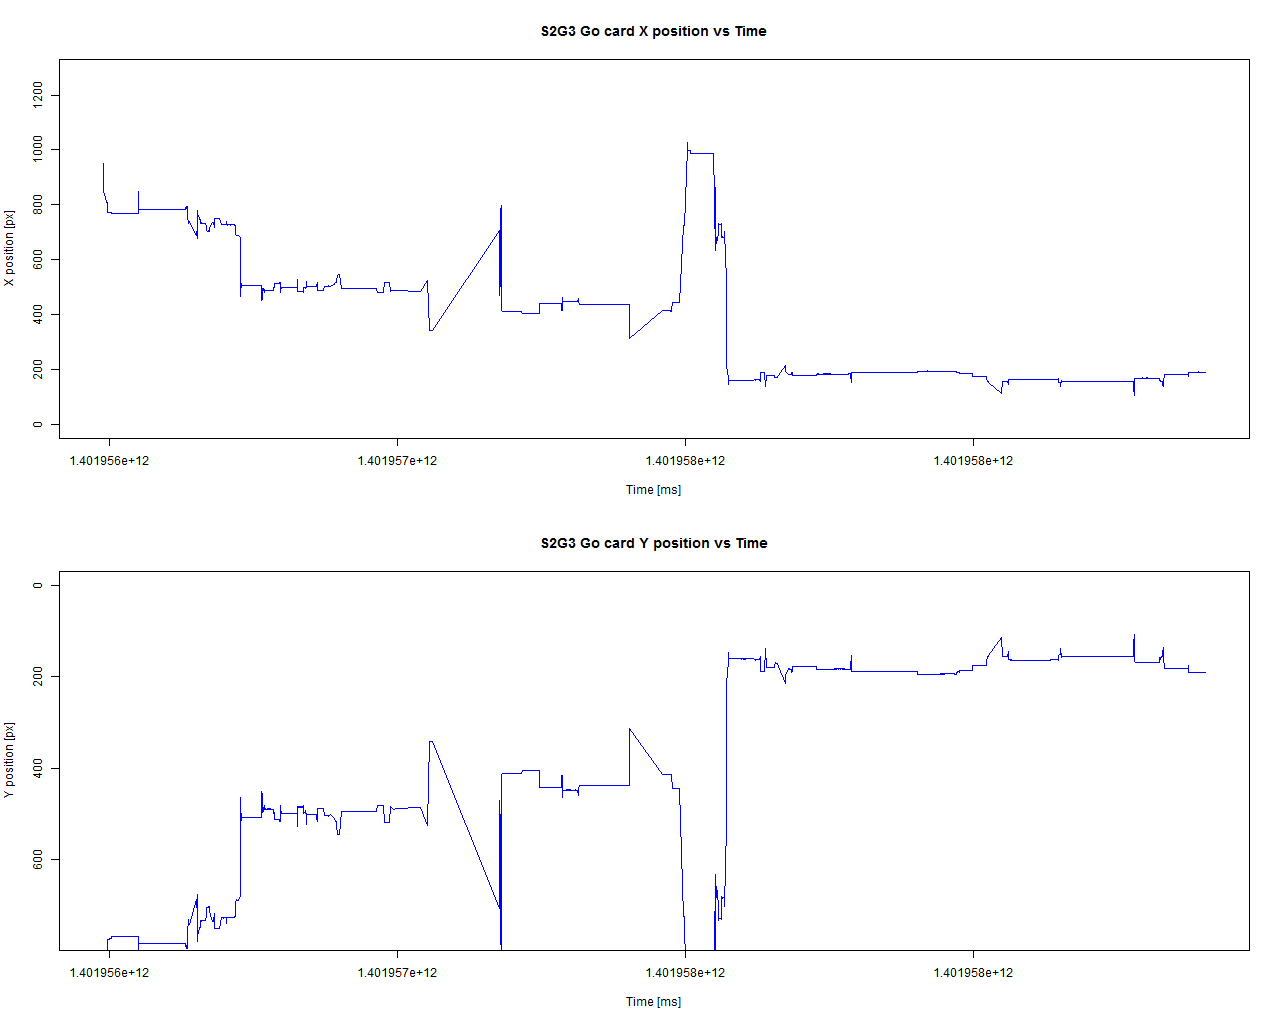 S2G3 Go card X position vs Time
1200
1000
800
600
400
200
0
X position [px]
1.401956e+12 1.401957e+12 1.401958e+12 1.401958e+12
Time [ms]
S2G3 Go card Y position vs Time
0
200
400
600
Y position [px]
1.401956e+12 1.401957e+12 1.401958e+12 1.401958e+12
Time [ms]